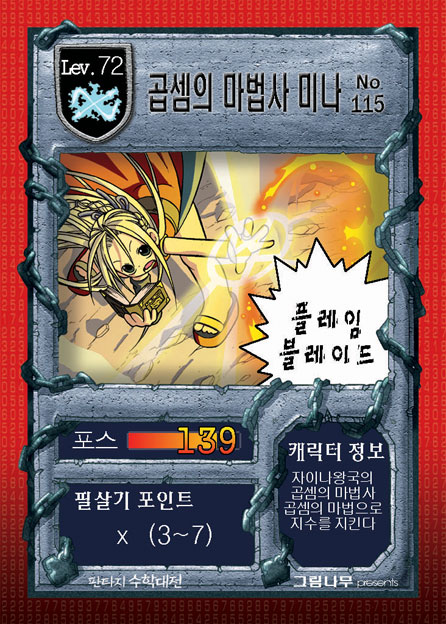 Lev.72
곱셈의 마법사 미나
No
115
플레임
블레이드
포스 139
필살기 포인트
x (3~7)
캐릭터 정보
자이나왕국의
곱셈의 마법사
곱셈의 마법으로
지수를 지킨다
판타지 수학대전
그림나무 presents